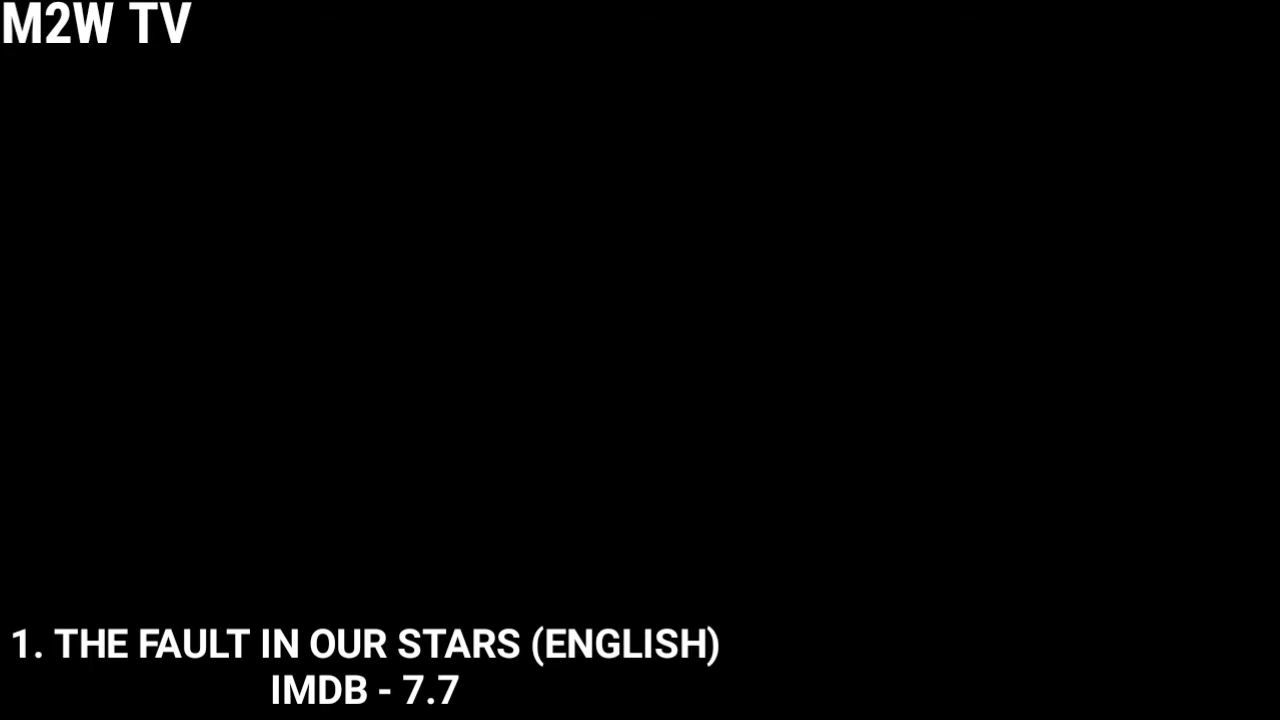 M2W TV
1. THE FAULT IN OUR STARS (ENGLISH)
IMDB - 7.7